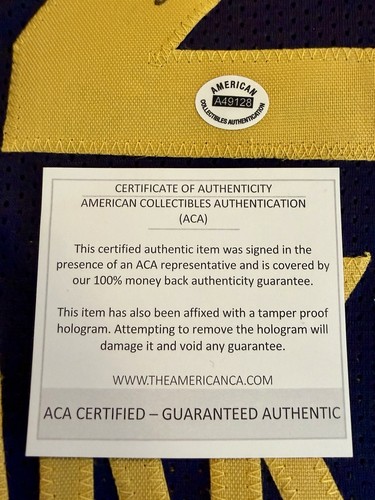 AMERICAN
A49128
COLLECTIBLES AUTHENTICATION
CERTIFICATE OF AUTHENTICITY
AMERICAN COLLECTIBLES AUTHENTICATION
(ACA)
This certified authentic item was signed in the
presence of an ACA representative and is covered by
our 100% money back authenticity guarantee.
This item has also been affixed with a tamper proof
hologram. Attempting to remove the hologram will
damage it and void any guarantee.
WWW.THEAMERICANCA.COM
ACA CERTIFIED – GUARANTEED AUTHENTIC